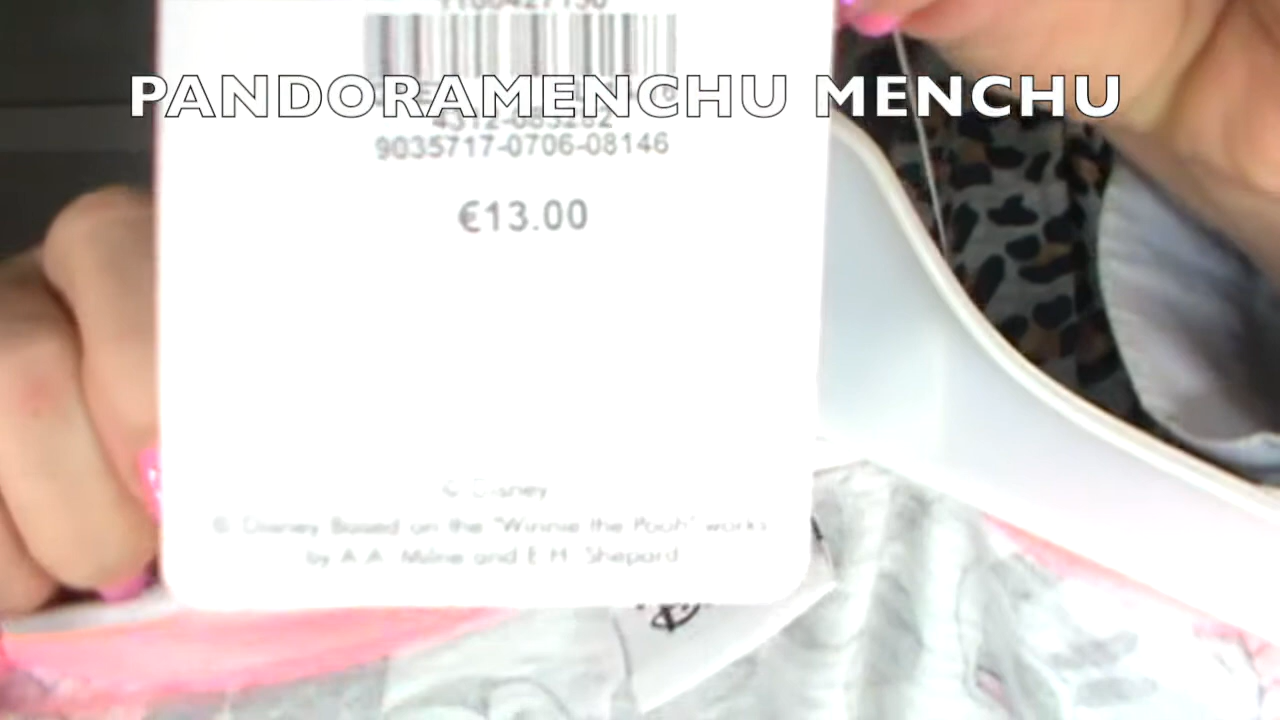 PANDORAMENCHU MENCHU
9035717-0706-08146
€13.00
© Disney
© Disney Based on the "Winnie the Pooh" works
by A.A. Milne and E.H. Shepard